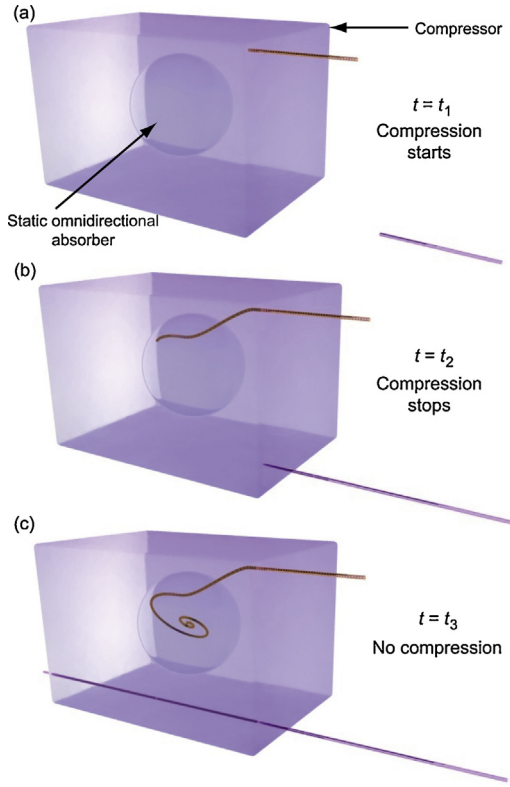 (a)
Compressor
t = t1
Compression
starts
Static omnidirectional
absorber
(b)
t = t2
Compression
stops
(c)
t = t3
No compression